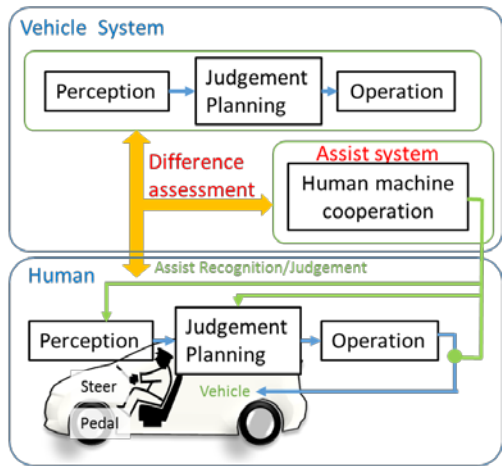 Vehicle System
Perception
Judgement
Planning
Operation
Difference
assessment
Assist system
Human machine
cooperation
Human
Assist Recognition/Judgement
Perception
Judgement
Planning
Operation
Steer
Vehicle
Pedal